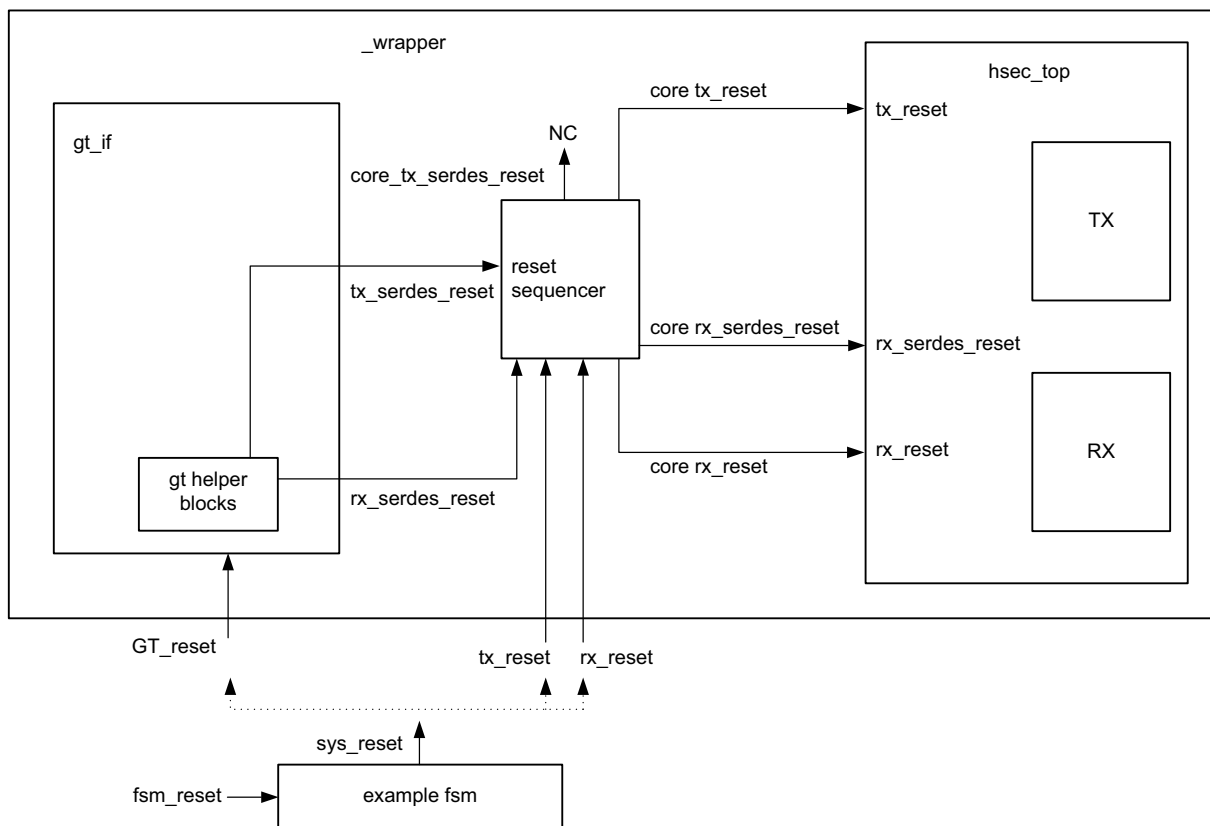 _wrapper
hsec_top
gt_if
core tx_reset
tx_reset
NC
core_tx_serdes_reset
TX
reset
sequencer
tx_serdes_reset
core rx_serdes_reset
rx_serdes_reset
gt helper
blocks
rx_serdes_reset
core rx_reset
rx_reset
RX
GT_reset
tx_reset
rx_reset
sys_reset
fsm_reset
example fsm